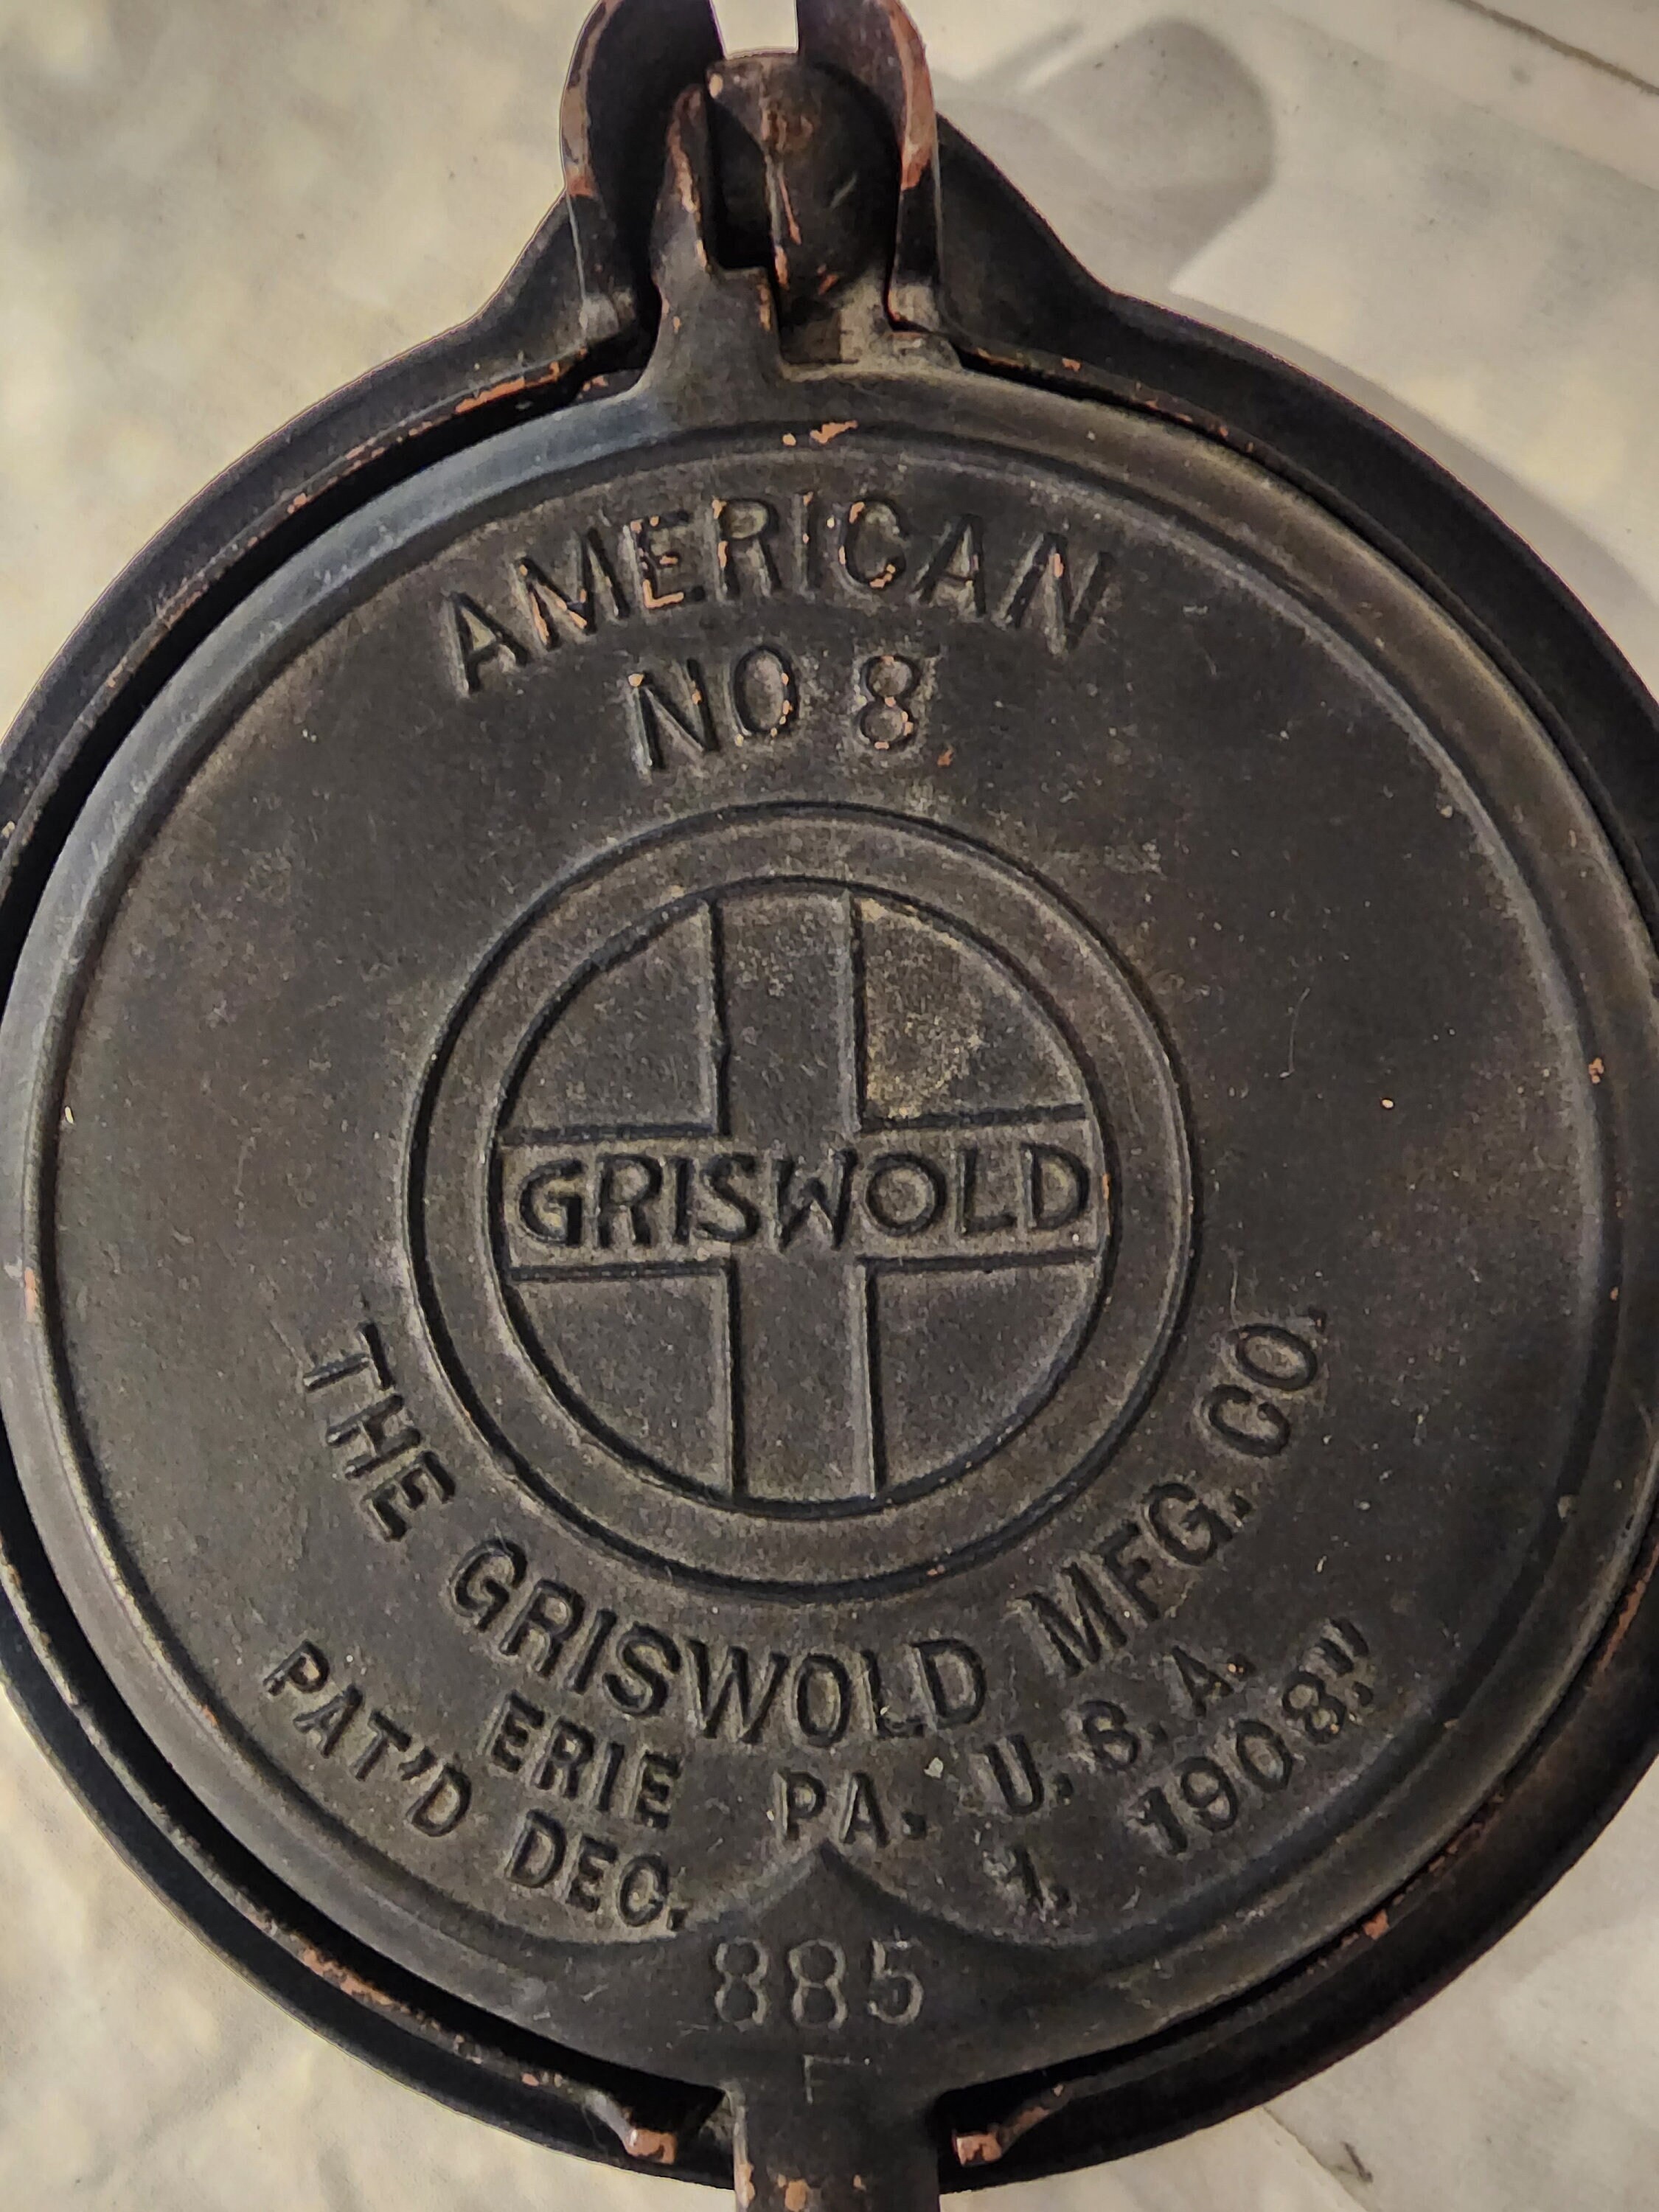 AMERICAN
NO 8
GRISWOLD
THE GRISWOLD MFG. CO.
ERIE PA. U. S. A.
PAT'D DEC. 1, 1908."
885
F